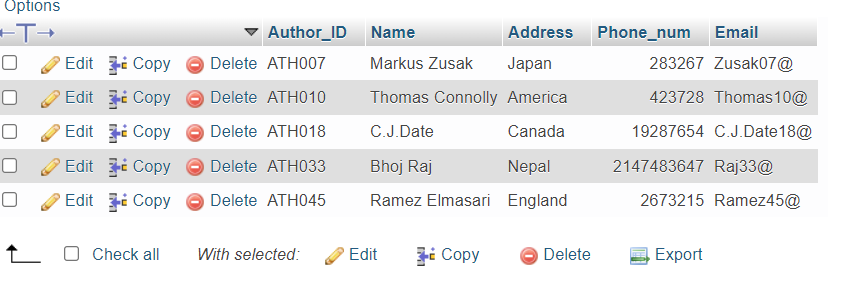 Options
Author_ID Name Address Phone_num Email
Edit Copy Delete ATH007 Markus Zusak Japan 283267 Zusak07@
Edit Copy Delete ATH010 Thomas Connolly America 423728 Thomas10@
Edit Copy Delete ATH018 C.J.Date Canada 19287654 C.J.Date18@
Edit Copy Delete ATH033 Bhoj Raj Nepal 2147483647 Raj33@
Edit Copy Delete ATH045 Ramez Elmasari England 2673215 Ramez45@
Check all With selected: Edit Copy Delete Export